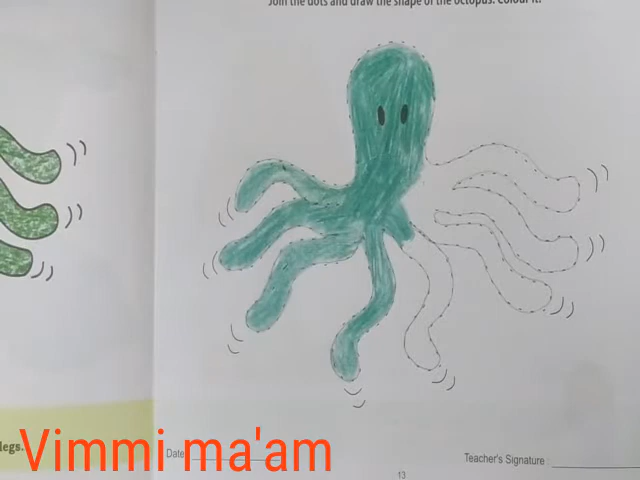 Join the dots and draw the shape of the octopus. Colour it.
legs.
Vimmi ma'am
Date
13
Teacher's Signature